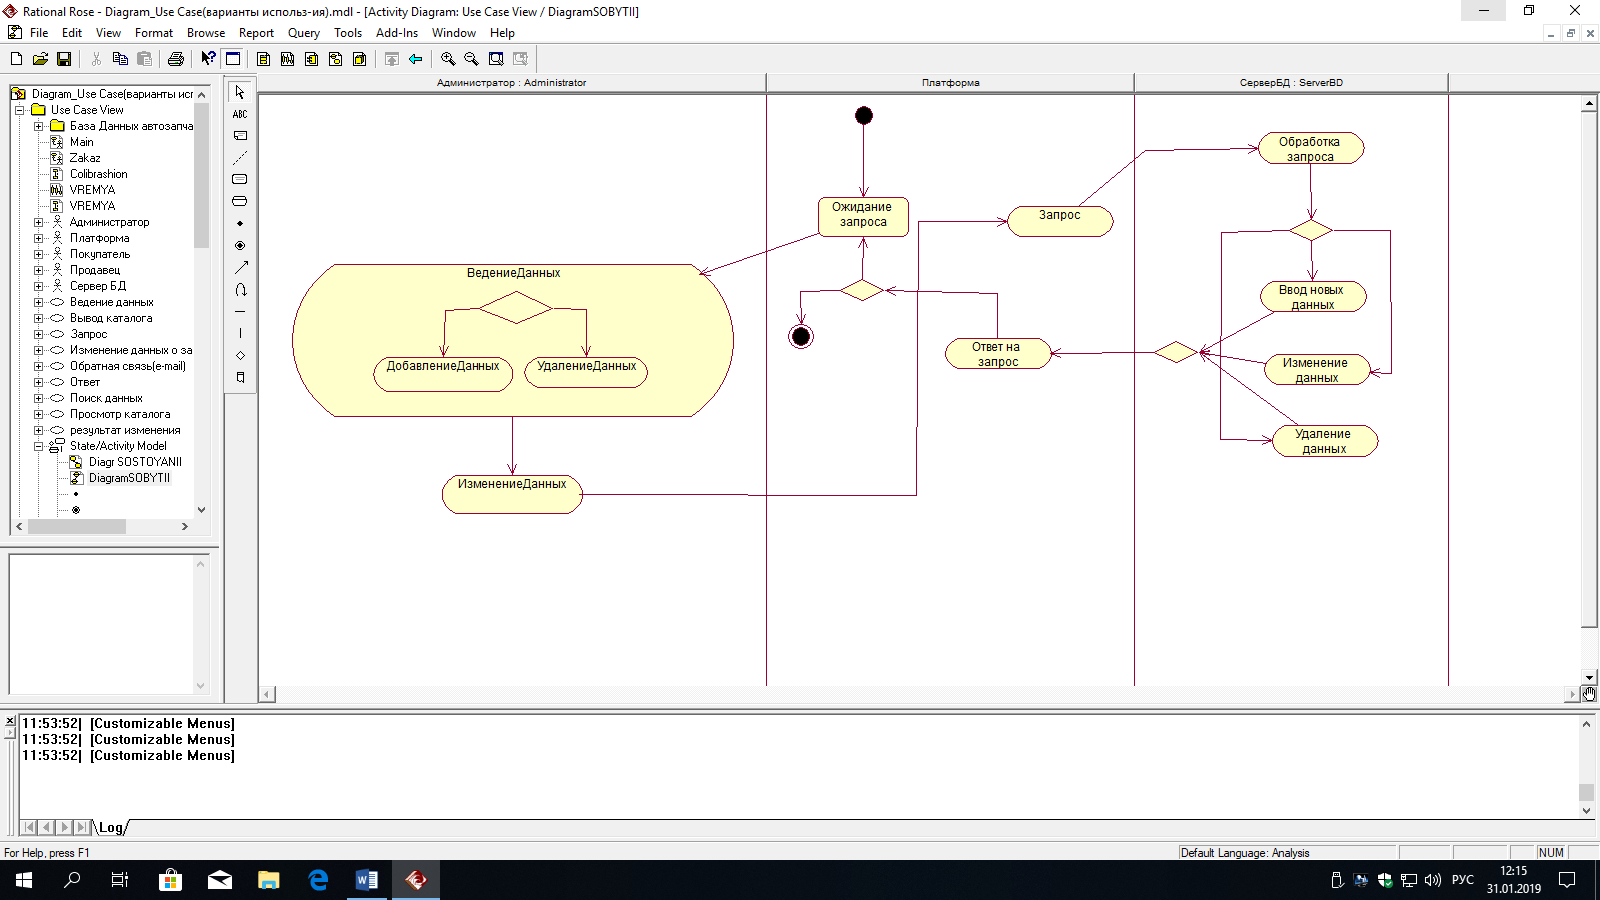 Rational Rose - Diagram_Use Case(варианты использ-ия).mdl - [Activity Diagram: Use Case View / DiagramSOBYTII]
File Edit View Format Browse Report Query Tools Add-Ins Window Help
Администратор : Administrator
Платформа
СерверБД : ServerBD
Diagram_Use Case(варианты исп
Use Case View
База Данных автозапча
Main
Zakaz
Colibrashion
VREMYA
VREMYA
Администратор
Платформа
Покупатель
Продавец
Сервер БД
Ведение данных
Вывод каталога
Запрос
Изменение данных о за
Обратная связь(e-mail)
Ответ
Поиск данных
Просмотр каталога
результат изменения
State/Activity Model
Diagr SOSTOYANII
DiagramSOBYTII
ABC
Ожидание
запроса
Запрос
Обработка
запроса
ВедениеДанных
ДобавлениеДанных
УдалениеДанных
Ввод новых
данных
Ответ на
запрос
Изменение
данных
Удаление
данных
ИзменениеДанных
11:53:52| [Customizable Menus]
11:53:52| [Customizable Menus]
11:53:52| [Customizable Menus]
Log
For Help, press F1
Default Language: Analysis
NUM
РУС
12:15
31.01.2019